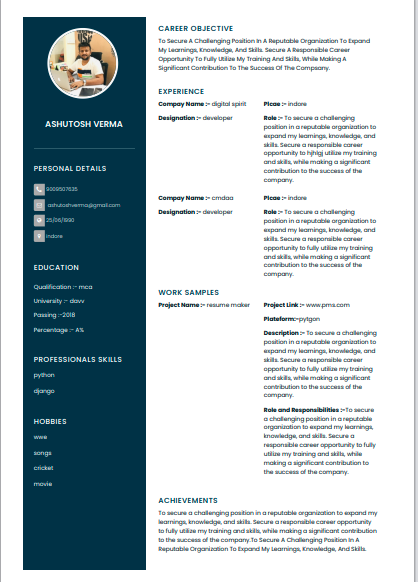 ASHUTOSH VERMA
PERSONAL DETAILS
9009507635
ashutoshverma@gmail.com
25/06/1990
indore
EDUCATION
Qualification :- mca
University :- davv
Passing :-2018
Percentage :- A%
PROFESSIONALS SKILLS
python
django
HOBBIES
wwe
songs
cricket
movie
CAREER OBJECTIVE
To Secure A Challenging Position In A Reputable Organization To Expand
My Learnings, Knowledge, And Skills. Secure A Responsible Career
Opportunity To Fully Utilize My Training And Skills, While Making A
Significant Contribution To The Success Of The Company.
EXPERIENCE
Compay Name :- digital spirit
Plcae :- indore
Designation :- developer
Role :- To secure a challenging
position in a reputable organization to
expand my learnings, knowledge, and
skills. Secure a responsible career
opportunity to hjhlgj utilize my training
and skills, while making a significant
contribution to the success of the
company.
Compay Name :- cmdaa
Plcae :- indore
Designation :- developer
Role :- To secure a challenging
position in a reputable organization to
expand my learnings, knowledge, and
skills. Secure a responsible career
opportunity to fully utilize my training
and skills, while making a significant
contribution to the success of the
company.
WORK SAMPLES
Project Name :- resume maker
Project Link :- www.pms.com
Plateform:-pytgon
Description :- To secure a challenging
position in a reputable organization to
expand my learnings, knowledge, and
skills. Secure a responsible career
opportunity to fully utilize my training
and skills, while making a significant
contribution to the success of the
company.
Role and Responsibilities :-To secure
a challenging position in a reputable
organization to expand my learnings,
knowledge, and skills. Secure a
responsible career opportunity to fully
utilize my training and skills, while
making a significant contribution to
the success of the company.
ACHIEVEMENTS
To secure a challenging position in a reputable organization to expand my
learnings, knowledge, and skills. Secure a responsible career opportunity
to fully utilize my training and skills, while making a significant contribution
to the success of the company.To Secure A Challenging Position In A
Reputable Organization To Expand My Learnings, Knowledge, And Skills.